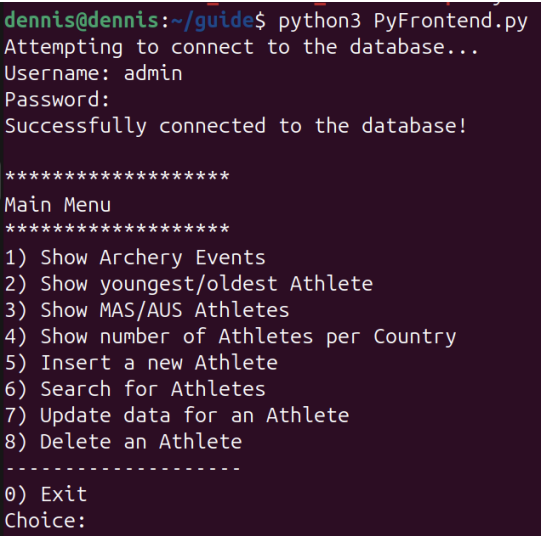 dennis@dennis:~/guide$ python3 PyFrontend.py
Attempting to connect to the database...
Username: admin
Password:
Successfully connected to the database!
*******************
Main Menu
*******************
1) Show Archery Events
2) Show youngest/oldest Athlete
3) Show MAS/AUS Athletes
4) Show number of Athletes per Country
5) Insert a new Athlete
6) Search for Athletes
7) Update data for an Athlete
8) Delete an Athlete
--------------------
0) Exit
Choice: